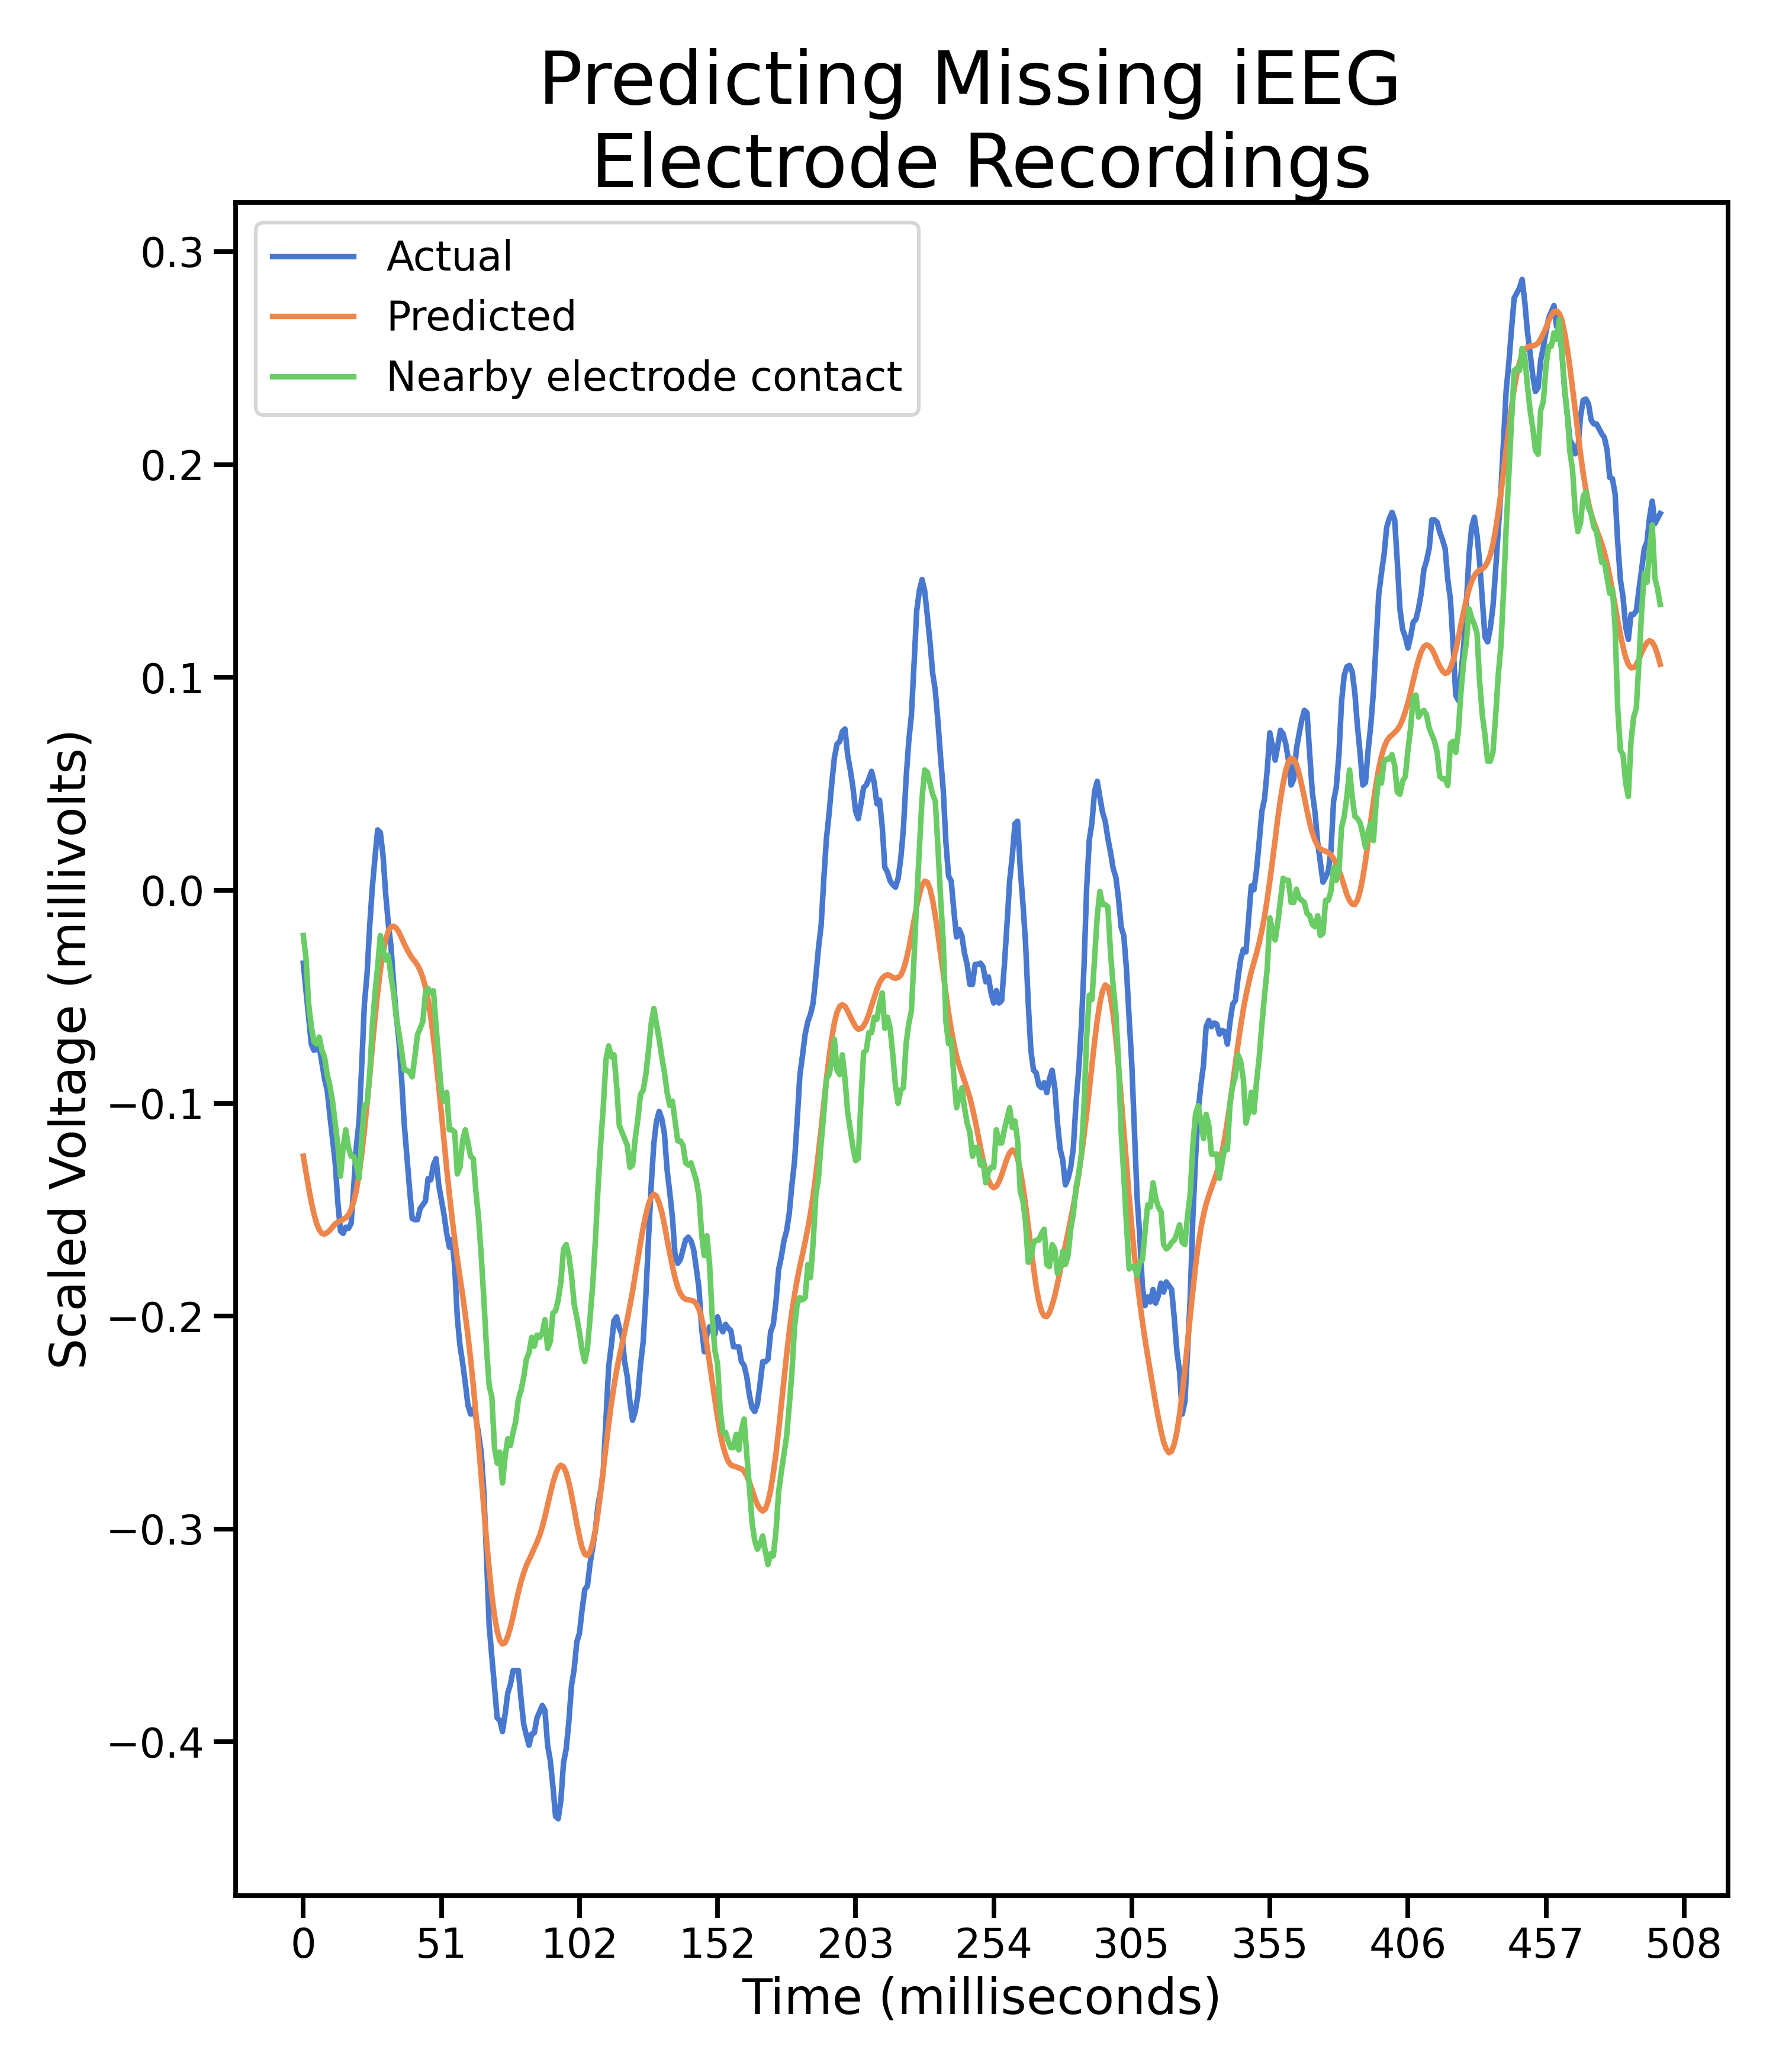 Predicting Missing iEEG
Electrode Recordings
Actual
Predicted
Nearby electrode contact
Scaled Voltage (millivolts)
0.3
0.2
0.1
0.0
−0.1
−0.2
−0.3
−0.4
0 51 102 152 203 254 305 355 406 457 508
Time (milliseconds)